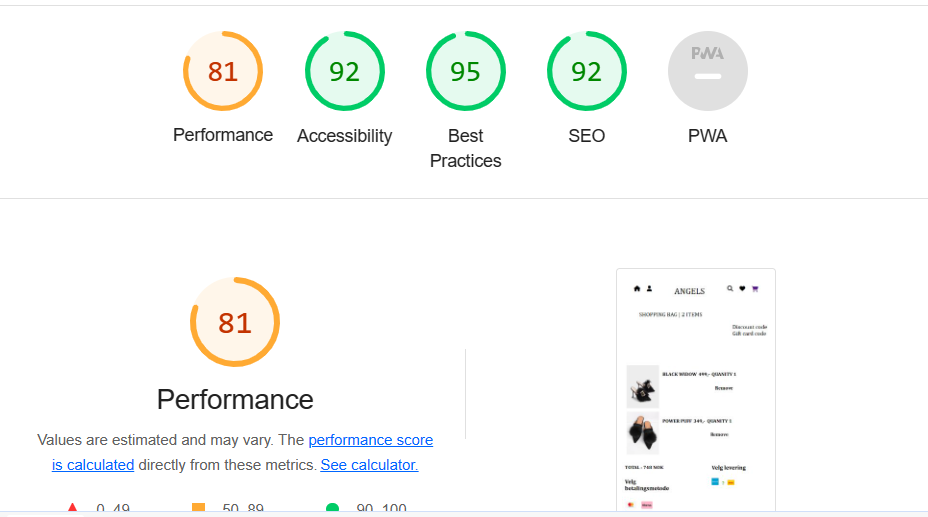 81
92
95
92
PWA
Performance
Accessibility
Best
Practices
SEO
PWA
81
Performance
Values are estimated and may vary. The performance score
is calculated directly from these metrics. See calculator.
0–49
50–89
90–100
ANGELS
SHOPPING BAG | 2 ITEMS
Discount code
Gift card code
BLACK WIDOW 499,- QUANITY 1
Remove
POWER PUFF 249,- QUANITY 1
Remove
TOTAL - 748 NOK
Velg levering
Velg
betalingsmetode